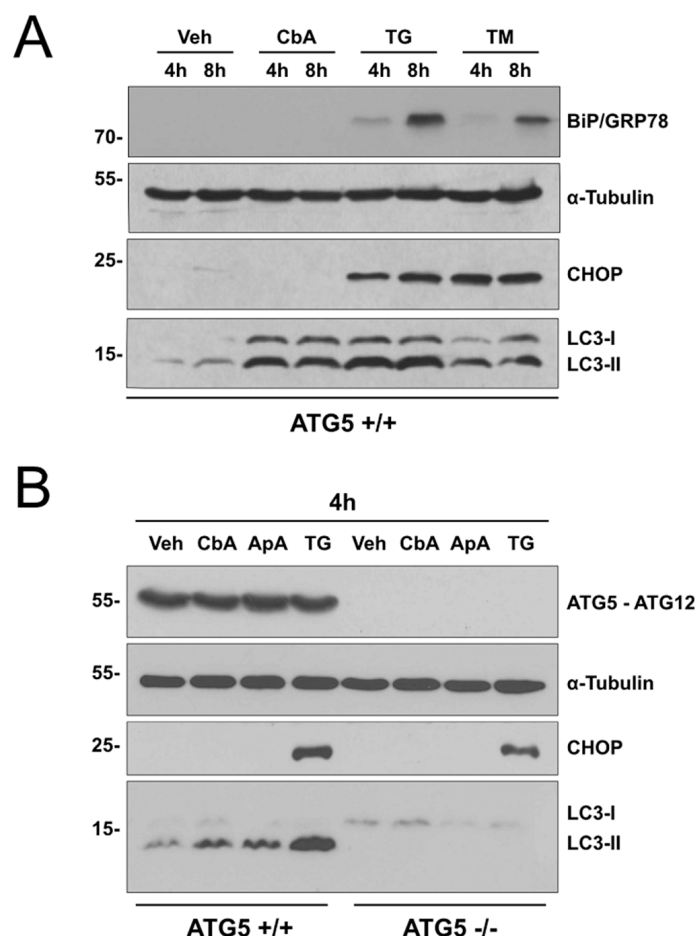 A
Veh CbA TG TM
4h 8h 4h 8h 4h 8h 4h 8h
BiP/GRP78
70-
55-
α-Tubulin
25-
CHOP
LC3-I
15-
LC3-II
ATG5 +/+
B
4h
Veh CbA ApA TG Veh CbA ApA TG
55-
ATG5 - ATG12
55-
α-Tubulin
25-
CHOP
LC3-I
15-
LC3-II
ATG5 +/+ ATG5 -/-